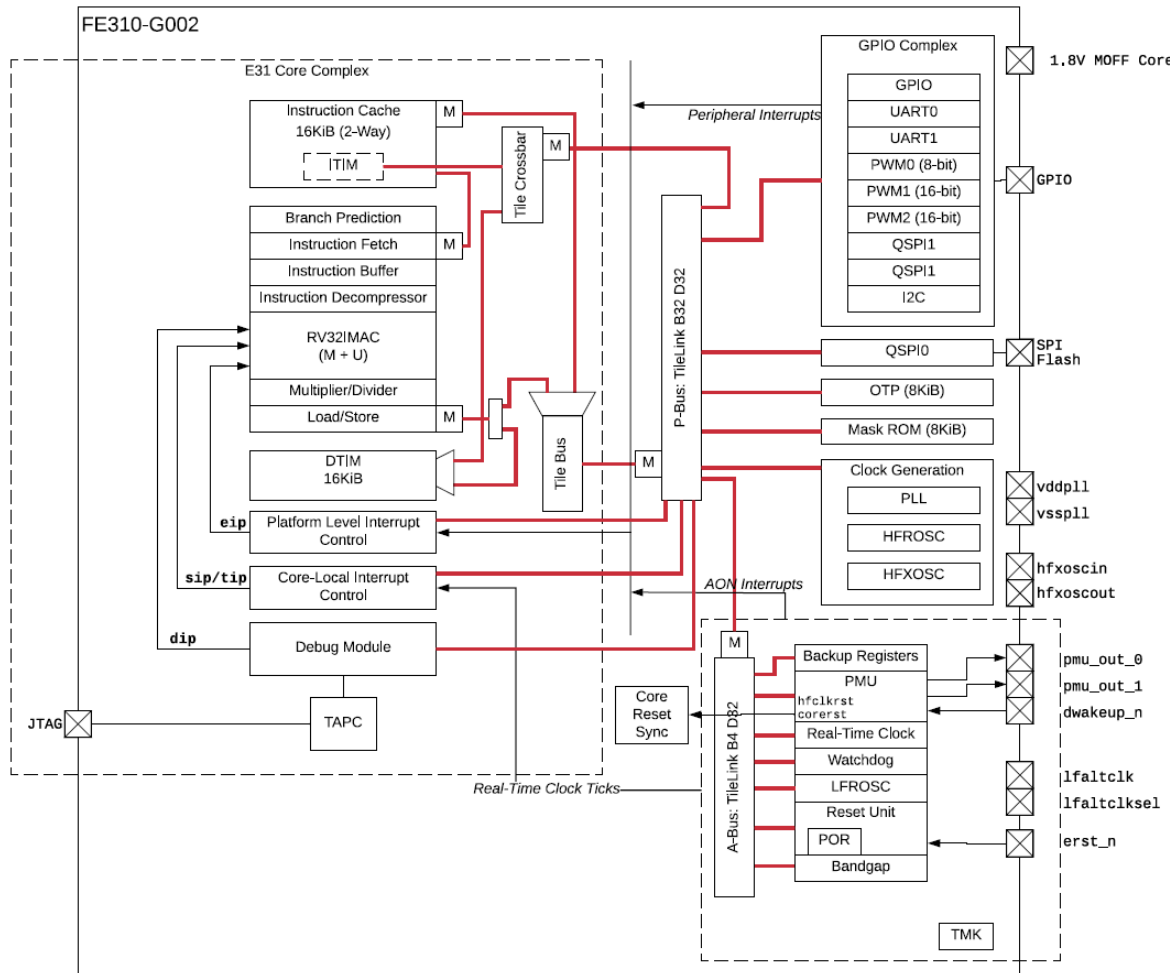 FE310-G002
E31 Core Complex
Instruction Cache
16KiB (2-Way)
M
ITIM
Tile Crossbar
M
Branch Prediction
Instruction Fetch
M
Instruction Buffer
Instruction Decompressor
RV32IMAC
(M + U)
Multiplier/Divider
Load/Store
M
DTIM
16KiB
Tile Bus
M
eip
Platform Level Interrupt
Control
sip/tip
Core-Local Interrupt
Control
dip
Debug Module
JTAG
TAPC
Peripheral Interrupts
P-Bus: TileLink B32 D32
GPIO Complex
GPIO
UART0
UART1
PWM0 (8-bit)
PWM1 (16-bit)
PWM2 (16-bit)
QSPI1
QSPI1
I2C
QSPI0
OTP (8KiB)
Mask ROM (8KiB)
Clock Generation
PLL
HFROSC
HFXOSC
1.8V MOFF Core
GPIO
SPI
Flash
vddpll
vsspll
hfxoscin
hfxoscout
AON Interrupts
M
A-Bus: TileLink B4 D32
Core
Reset
Sync
Real-Time Clock Ticks
Backup Registers
PMU
hfclkrst
corerst
Real-Time Clock
Watchdog
LFROSC
Reset Unit
POR
Bandgap
TMK
pmu_out_0
pmu_out_1
dwakeup_n
lfaltclk
lfaltclksel
erst_n